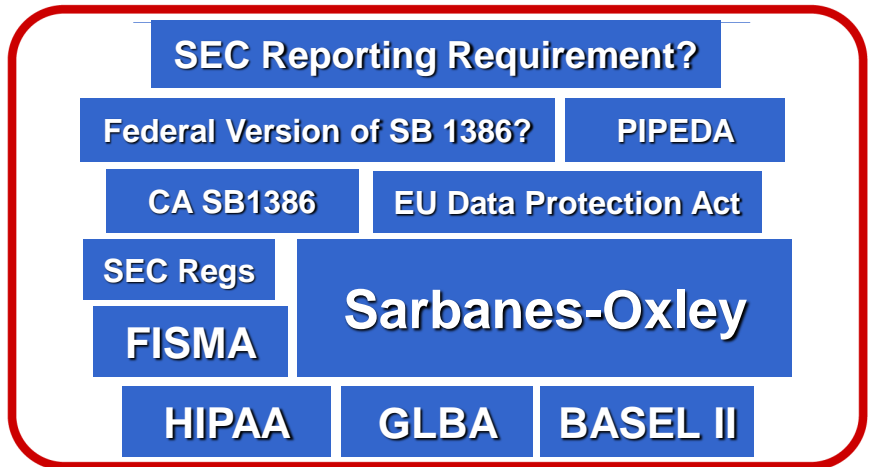 SEC Reporting Requirement?
Federal Version of SB 1386?
PIPEDA
CA SB1386
EU Data Protection Act
SEC Regs
Sarbanes-Oxley
FISMA
HIPAA
GLBA
BASEL II